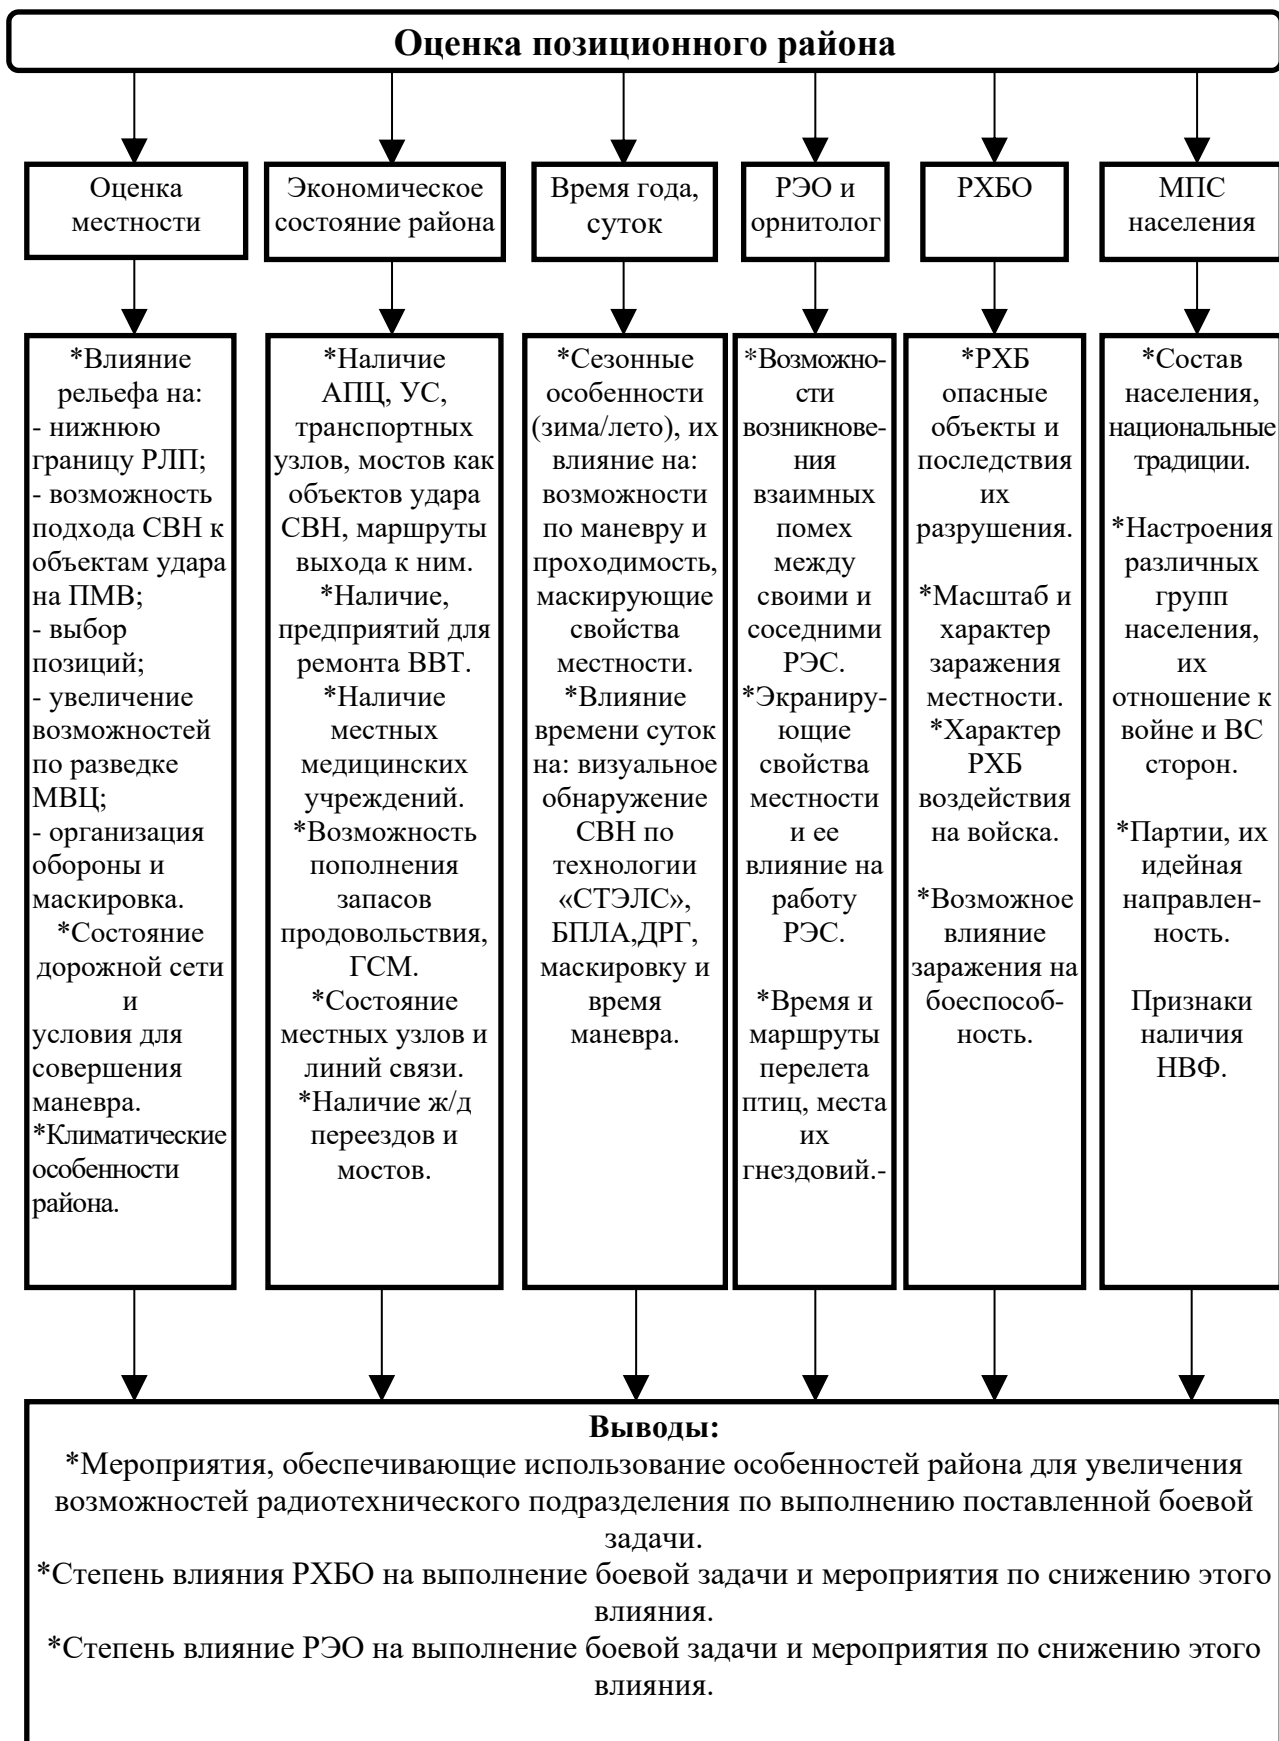 Оценка позиционного района
Оценка
местности
Экономическое
состояние района
Время года,
суток
РЭО и
орнитолог
РХБО
МПС
населения
*Влияние
рельефа на:
- нижнюю
границу РЛП;
- возможность
подхода СВН к
объектам удара
на ПМВ;
- выбор
позиций;
- увеличение
возможностей
по разведке
МВЦ;
- организация
обороны и
маскировка.
*Состояние
дорожной сети
и
условия для
совершения
маневра.
*Климатические
особенности
района.
*Наличие
АПЦ, УС,
транспортных
узлов, мостов как
объектов удара
СВН, маршруты
выхода к ним.
*Наличие,
предприятий для
ремонта ВВТ.
*Наличие
местных
медицинских
учреждений.
*Возможность
пополнения
запасов
продовольствия,
ГСМ.
*Состояние
местных узлов и
линий связи.
*Наличие ж/д
переездов и
мостов.
*Сезонные
особенности
(зима/лето), их
влияние на:
возможности
по маневру и
проходимость,
маскирующие
свойства
местности.
*Влияние
времени суток
на: визуальное
обнаружение
СВН по
технологии
«СТЭЛС»,
БПЛА,ДРГ,
маскировку и
время
маневра.
*Возможно-
сти
возникнове-
ния
взаимных
помех
между
своими и
соседними
РЭС.
*Экраниру-
ющие
свойства
местности
и ее
влияние на
работу
РЭС.
*Время и
маршруты
перелета
птиц, места
их
гнездовий.-
*РХБ
опасные
объекты и
последствия
их
разрушения.
*Масштаб и
характер
заражения
местности.
*Характер
РХБ
воздействия
на войска.
*Возможное
влияние
заражения на
боеспособ-
ность.
*Состав
населения,
национальные
традиции.
*Настроения
различных
групп
населения,
их
отношение к
войне и ВС
сторон.
*Партии, их
идейная
направлен-
ность.
Признаки
наличия
НВФ.
Выводы:
*Мероприятия, обеспечивающие использование особенностей района для увеличения
возможностей радиотехнического подразделения по выполнению поставленной боевой
задачи.
*Степень влияния РХБО на выполнение боевой задачи и мероприятия по снижению этого
влияния.
*Степень влияние РЭО на выполнение боевой задачи и мероприятия по снижению этого
влияния.